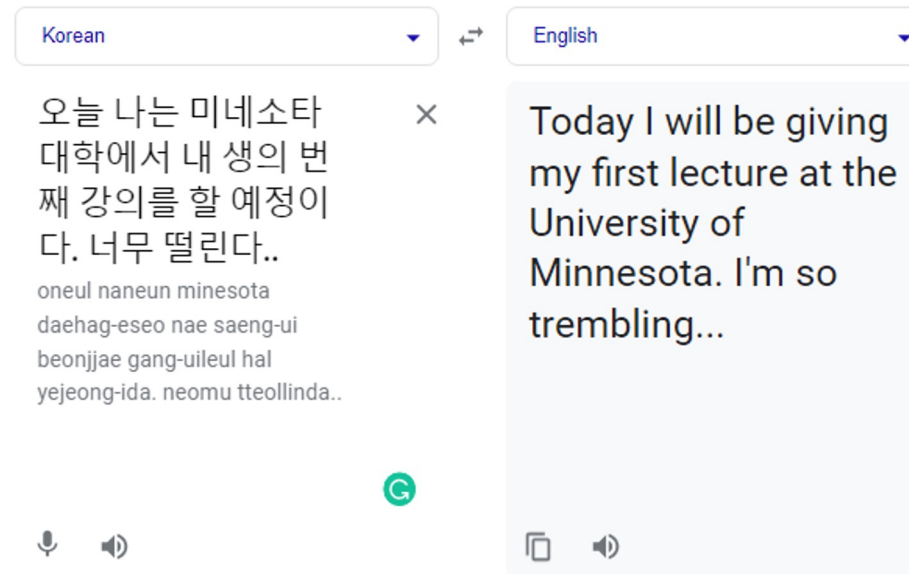 Korean
English
오늘 나는 미네소타
대학에서 내 생의 번
째 강의를 할 예정이
다. 너무 떨린다..
oneul naneun minesota
daehag-eseo nae saeng-ui
beonjjae gang-uileul hal
yejeong-ida. neomu tteollinda..
Today I will be giving
my first lecture at the
University of
Minnesota. I'm so
trembling...